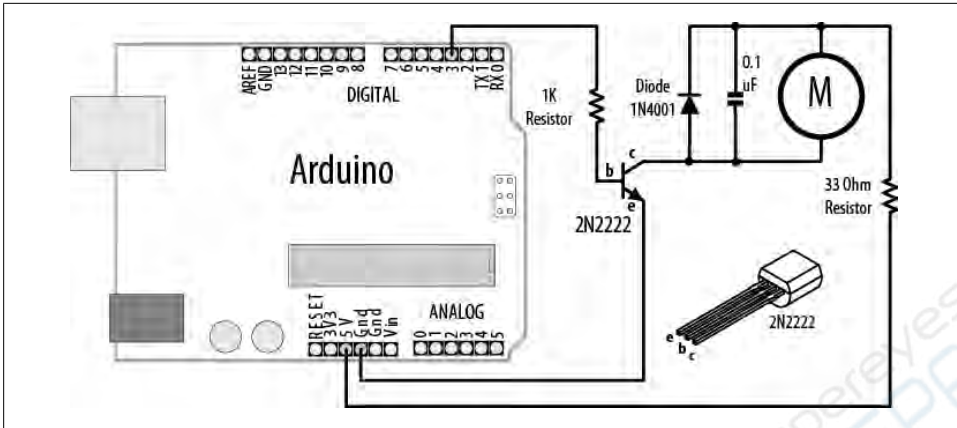 AREF
GND
13
12
11
10
9
8
7
6
5
4
3
2
TX 1
RX 0
DIGITAL
Arduino
1K
Resistor
Diode
1N4001
0.1
uF
M
c
b
e
2N2222
33 Ohm
Resistor
RESET
3V3
5V
Gnd
Gnd
Vin
ANALOG
0
1
2
3
4
5
2N2222
e
b
c